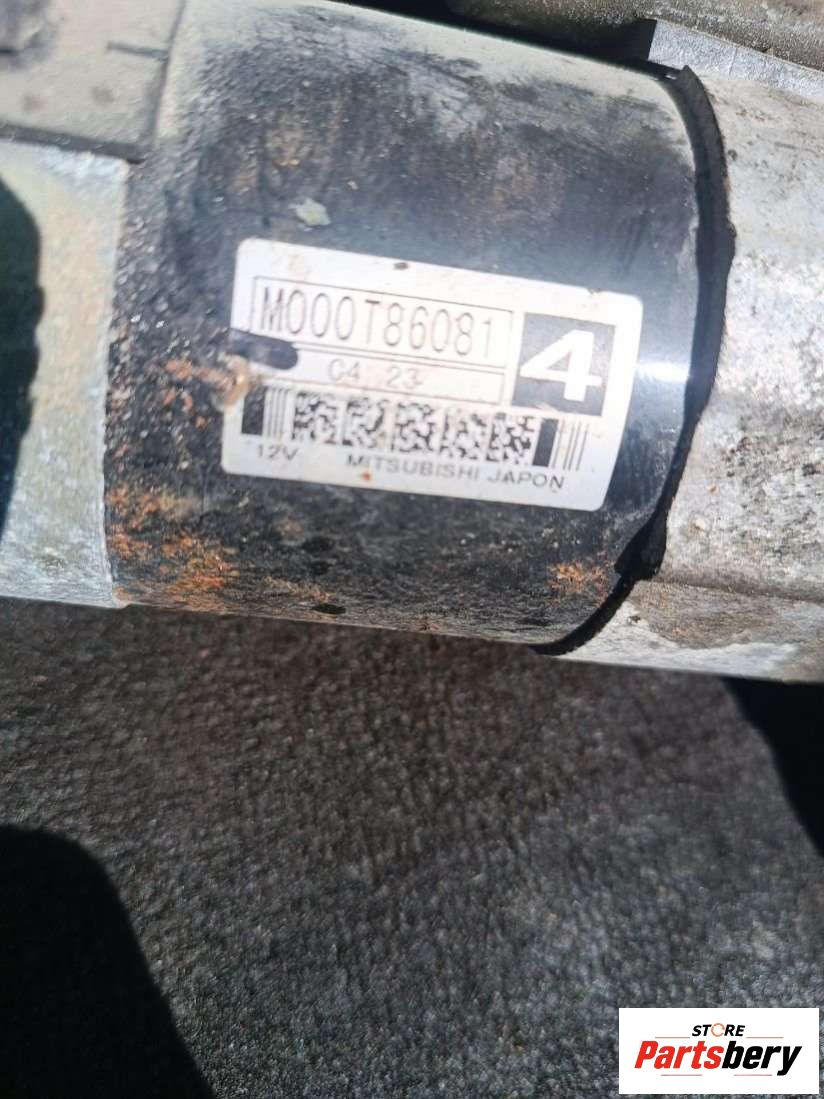 M000T86081
4
C4 23
12V MITSUBISHI JAPON
STORE
Partsbery